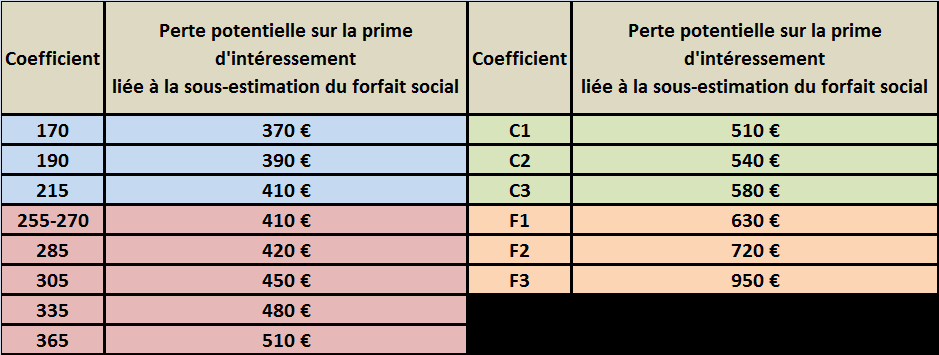 Coefficient
Perte potentielle sur la prime
d'intéressement
liée à la sous-estimation du forfait social
Coefficient
Perte potentielle sur la prime
d'intéressement
liée à la sous-estimation du forfait social
170 370 € C1 510 €
190 390 € C2 540 €
215 410 € C3 580 €
255-270 410 € F1 630 €
285 420 € F2 720 €
305 450 € F3 950 €
335 480 €
365 510 €